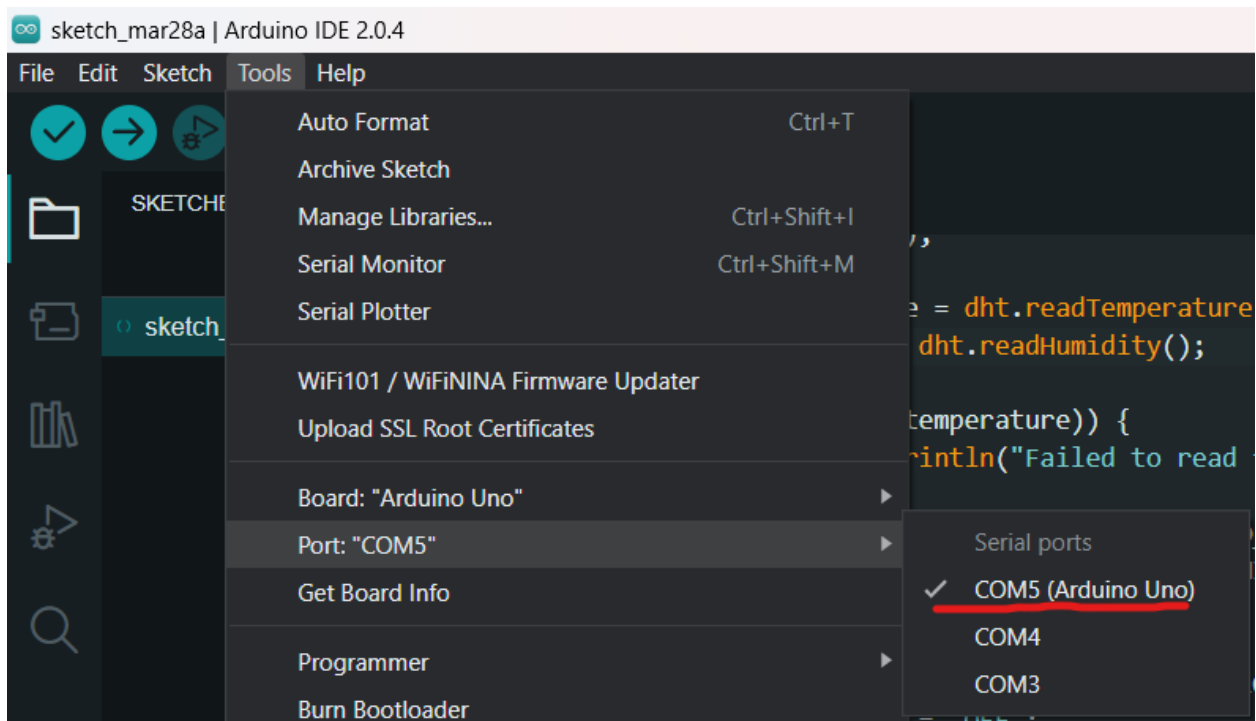 sketch_mar28a | Arduino IDE 2.0.4
File Edit Sketch Tools Help
Auto Format Ctrl+T
Archive Sketch
SKETCHE
Manage Libraries... Ctrl+Shift+I
Serial Monitor Ctrl+Shift+M
Serial Plotter
sketch_
= dht.readTemperature
dht.readHumidity();
WiFi101 / WiFiNINA Firmware Updater
Upload SSL Root Certificates
temperature)) {
println("Failed to read
Board: "Arduino Uno"
Port: "COM5"
Get Board Info
Programmer
Burn Bootloader
Serial ports
COM5 (Arduino Uno)
COM4
COM3